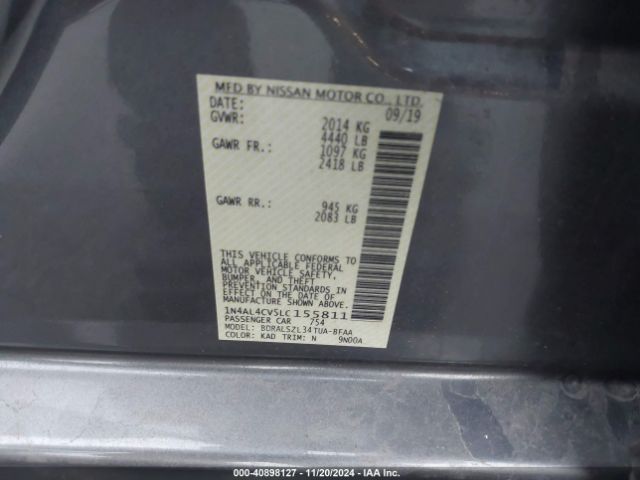 MFD BY NISSAN MOTOR CO., LTD.
DATE: 09/19
GVWR: 2014 KG
4440 LB
GAWR FR.: 1097 KG
2418 LB
GAWR RR.: 945 KG
2083 LB
THIS VEHICLE CONFORMS TO
ALL APPLICABLE FEDERAL
MOTOR VEHICLE SAFETY,
BUMPER, AND THEFT
PREVENTION STANDARDS IN
EFFECT ON THE DATE OF
MANUFACTURE SHOWN ABOVE.
1N4AL4CV5LC155811
PASSENGER CAR 754
MODEL: BDRALSZL34TUA-BFAA
COLOR: KAD TRIM: N 9N00A
000-40898127 - 11/20/2024 - IAA Inc.